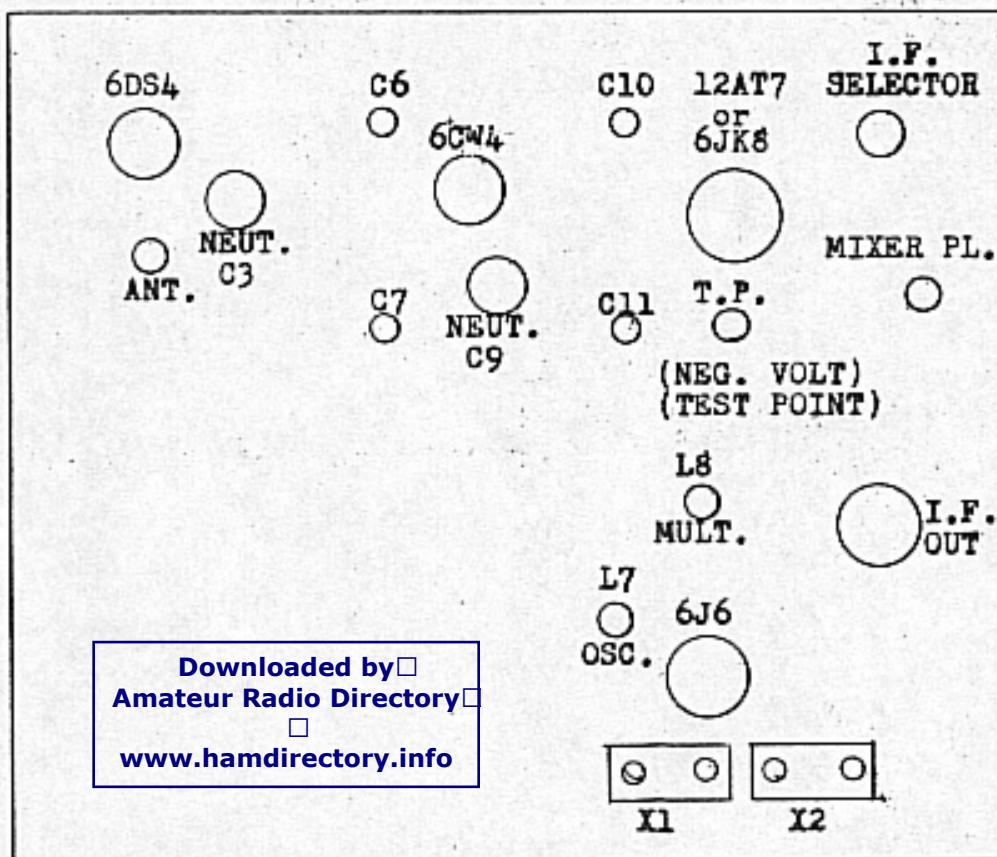 6DS4
C6
C10
12AT7
or
6JK8
I.F.
SELECTOR
6CW4
NEUT.
C3
ANT.
MIXER PL.
C7
NEUT.
C9
C11
T.P.
(NEG. VOLT)
(TEST POINT)
L8
MULT.
I.F.
OUT
L7
OSC.
6J6
X1
X2
Downloaded by
Amateur Radio Directory
www.hamdirectory.info